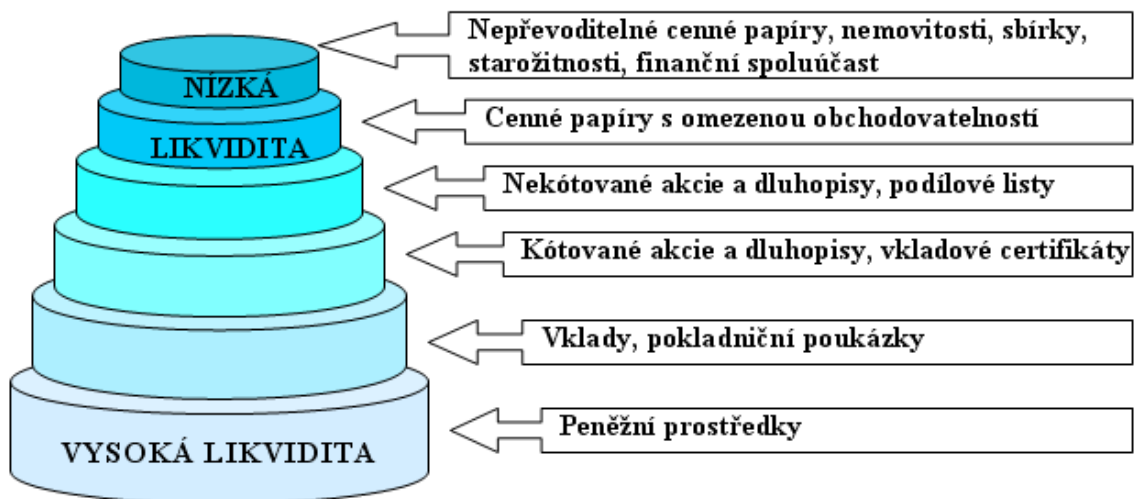 Nepřevoditelné cenné papíry, nemovitosti, sbírky,
starožitnosti, finanční spoluúčast
NÍZKÁ
Cenné papíry s omezenou obchodovatelností
LIKVIDITA
Nekótované akcie a dluhopisy, podílové listy
Kótované akcie a dluhopisy, vkladové certifikáty
Vklady, pokladniční poukázky
Peněžní prostředky
VYSOKÁ LIKVIDITA